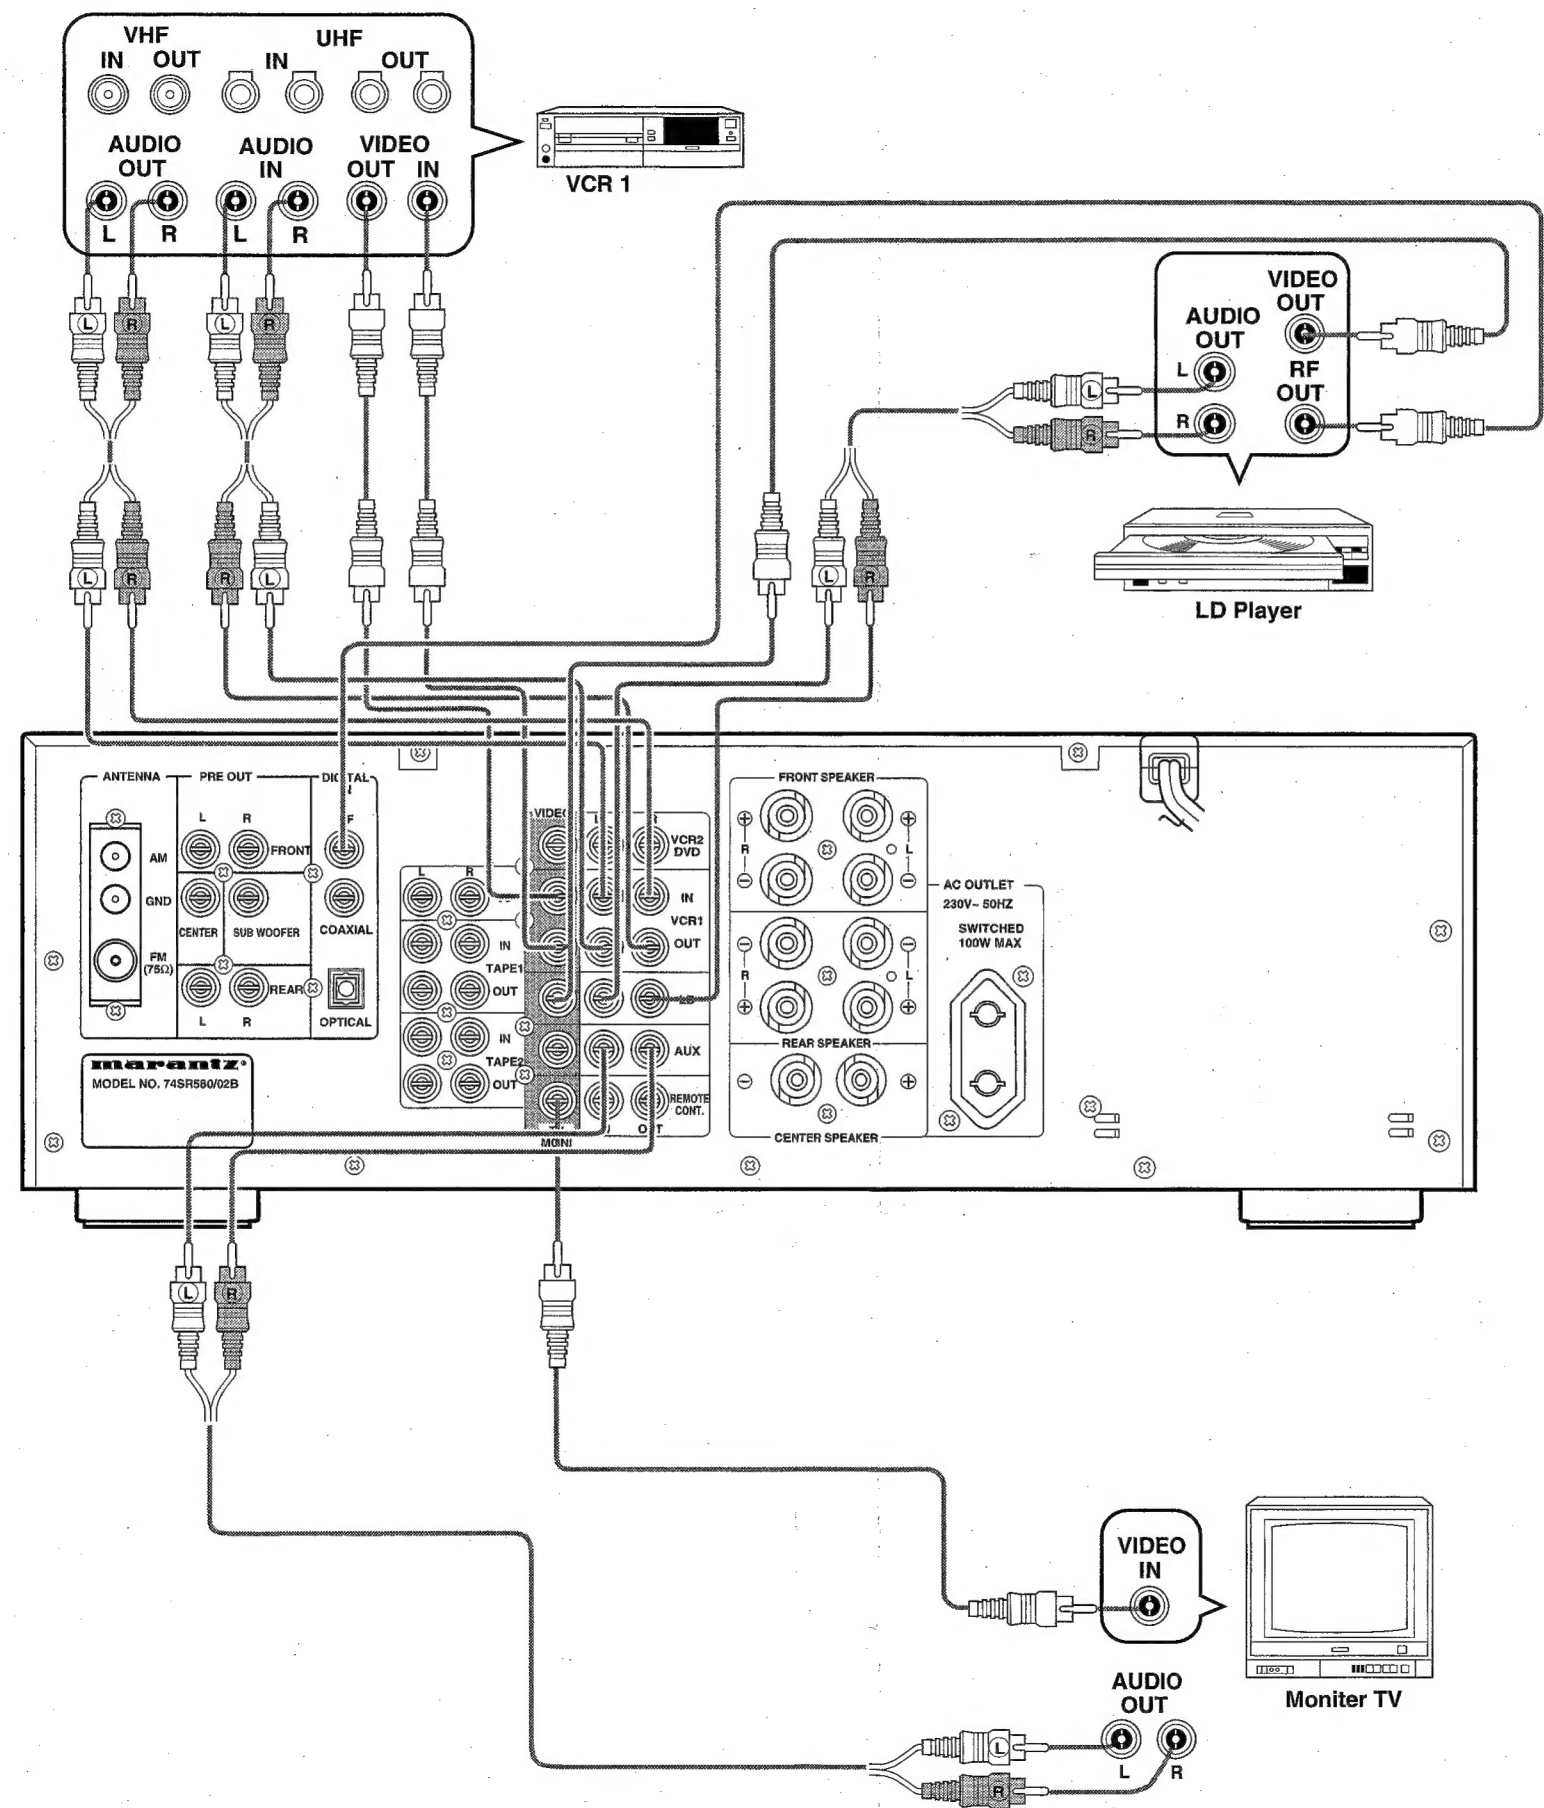 VHF
UHF
IN OUT
IN
OUT
AUDIO OUT
AUDIO IN
VIDEO
OUT IN
L R
L R
VCR 1
L R
L R
L R
R L
VIDEO OUT
AUDIO OUT
RF OUT
L
R
L
R
L R
LD Player
ANTENNA
PRE OUT
L R
FRONT
AM
GND
FM
(75Ω)
CENTER
SUB WOOFER
REAR
L R
COAXIAL
OPTICAL
marantz®
MODEL NO. 74SR580/02B
L R
IN
TAPE1
OUT
IN
TAPE2
OUT
VIDEO
VCR2
DVD
IN
VCR1
OUT
AUX
REMOTE
CONT.
FRONT SPEAKER
+ R −
L
+ −
− R +
L
− +
REAR SPEAKER
− +
CENTER SPEAKER
AC OUTLET
230V~ 50HZ
SWITCHED
100W MAX
L R
VIDEO
IN
Moniter TV
AUDIO
OUT
L
R
L R